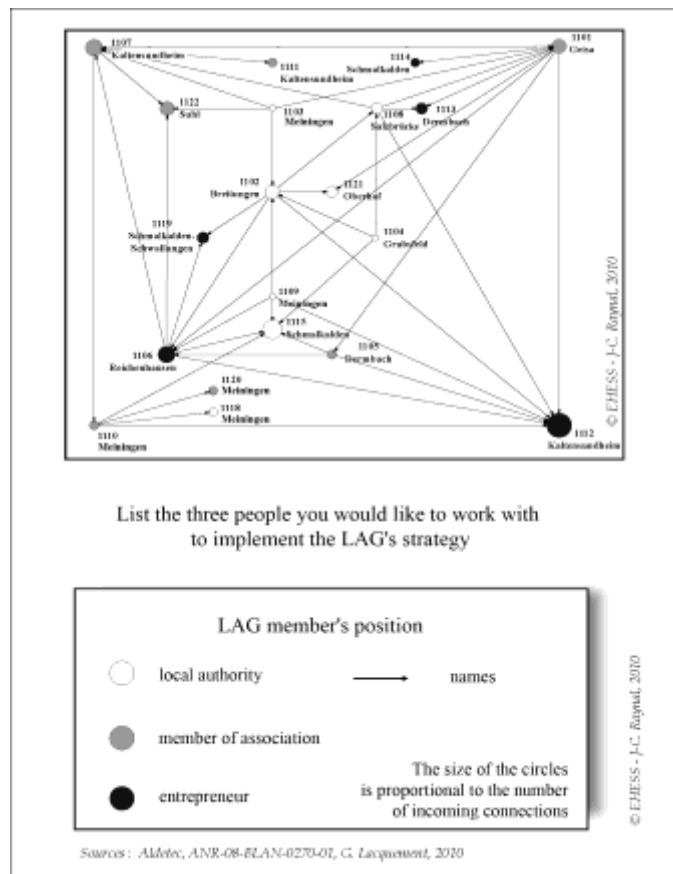 1107
Kaltensundheim
1101
Geisa
1111
Kaltensundheim
1114
Schmalkalden
1122
Suhl
1103
Meiningen
1108
Salzbrücke
1113
Dermbach
1102
Breitungen
1121
Oberhof
1119
Schmalkalden-
Schwallungen
1104
Grabfeld
1109
Meiningen
1115
Schmalkalden
1105
Dermbach
1106
Reichenhausen
1120
Meiningen
1118
Meiningen
1110
Meiningen
1112
Kaltensundheim
© EHESS - J-C. Raynal, 2010
List the three people you would like to work with
to implement the LAG's strategy
LAG member's position
local authority
names
member of association
entrepreneur
The size of the circles
is proportional to the number
of incoming connections
© EHESS - J-C. Raynal, 2010
Sources : Aldetec, ANR-08-BLAN-0270-01, G. Lacquement, 2010